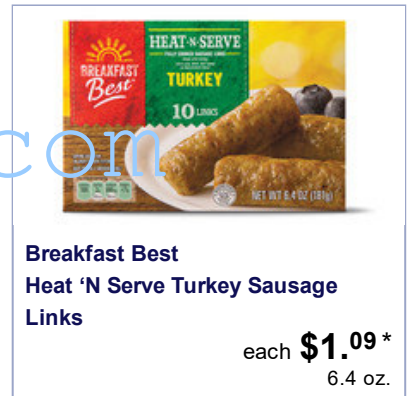 HEAT·N·SERVE
BREAKFAST
Best
TURKEY
10 LINKS
com
NET WT 6.4 OZ (181g)
Breakfast Best
Heat ‘N Serve Turkey Sausage
Links
each $1.09 *
6.4 oz.